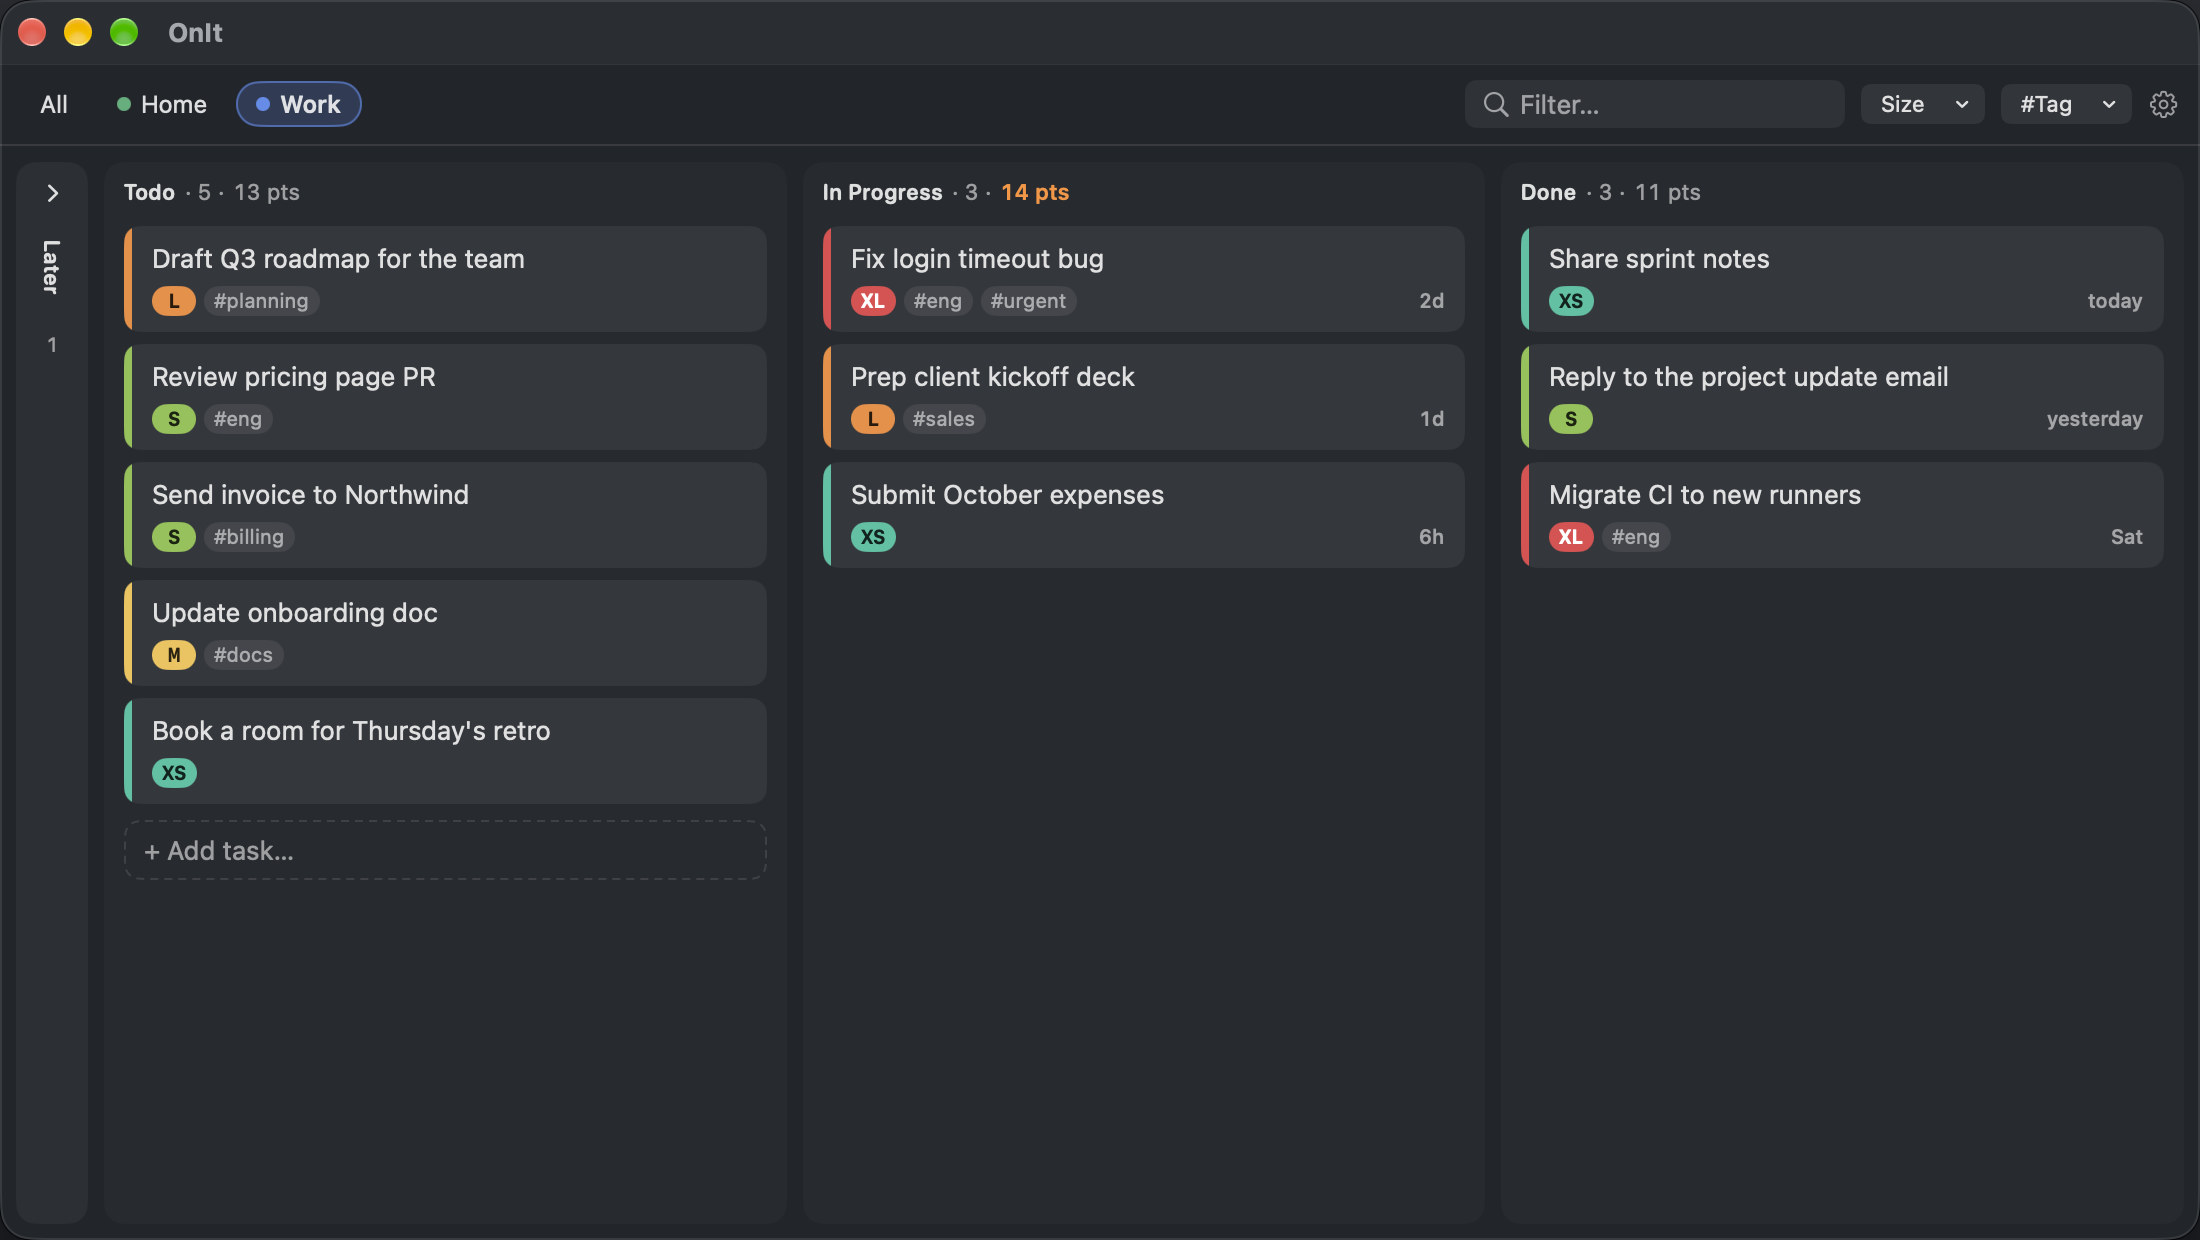 OnIt
All
Home
Work
Filter...
Size
#Tag
Later
1
Todo · 5 · 13 pts
Draft Q3 roadmap for the team
L #planning
Review pricing page PR
S #eng
Send invoice to Northwind
S #billing
Update onboarding doc
M #docs
Book a room for Thursday's retro
XS
+ Add task...
In Progress · 3 · 14 pts
Fix login timeout bug
XL #eng #urgent 2d
Prep client kickoff deck
L #sales 1d
Submit October expenses
XS 6h
Done · 3 · 11 pts
Share sprint notes
XS today
Reply to the project update email
S yesterday
Migrate CI to new runners
XL #eng Sat